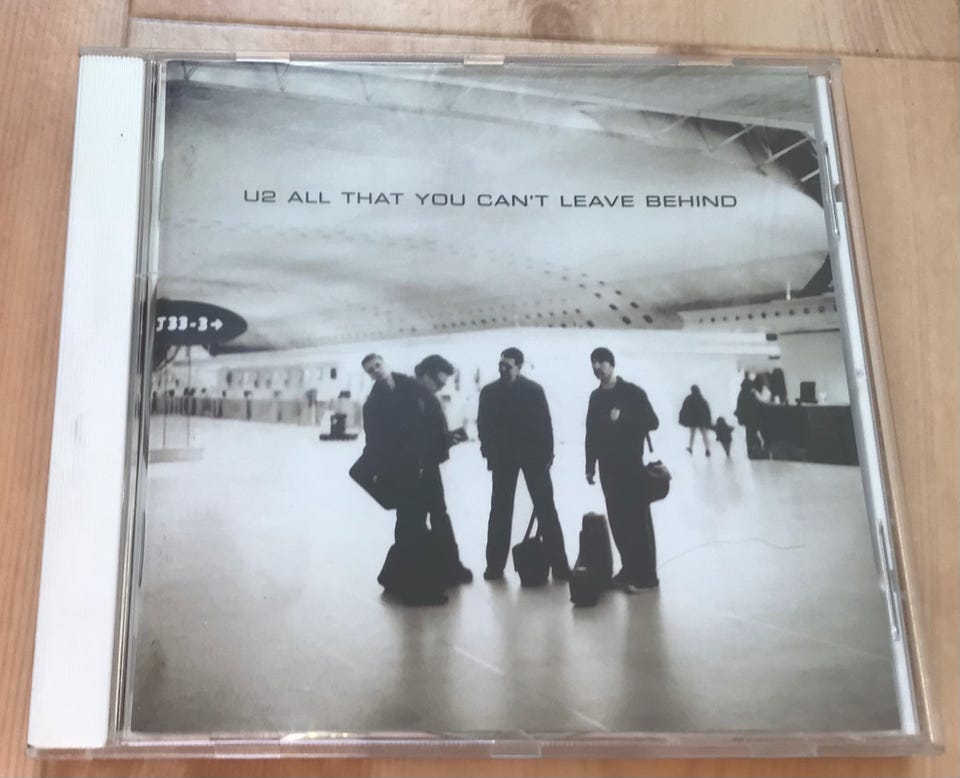 U2 ALL THAT YOU CAN'T LEAVE BEHIND
J33-3→